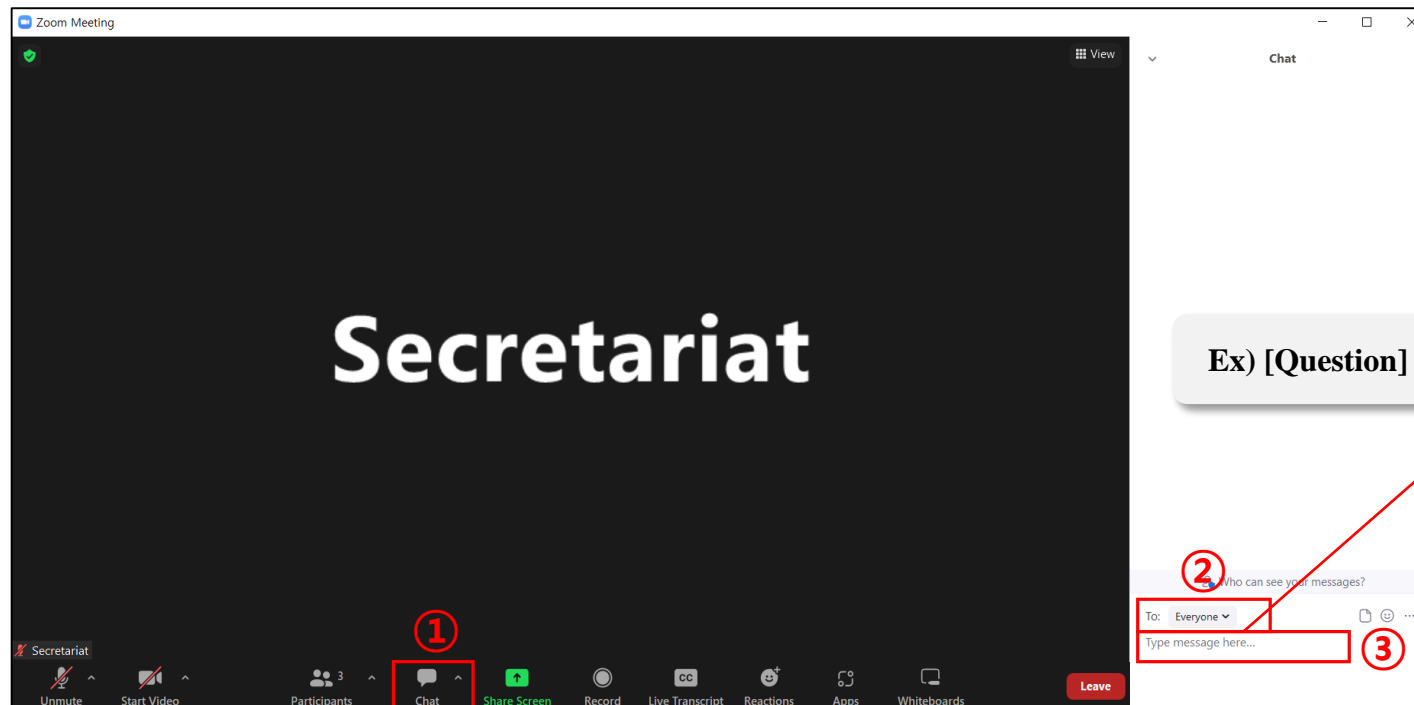 Zoom Meeting
View
Chat
Secretariat
Ex) [Question]
②
Who can see your messages?
To: Everyone
Type message here...
③
①
Secretariat
3
CC
Unmute
Start Video
Participants
Chat
Share Screen
Record
Live Transcript
Reactions
Apps
Whiteboards
Leave